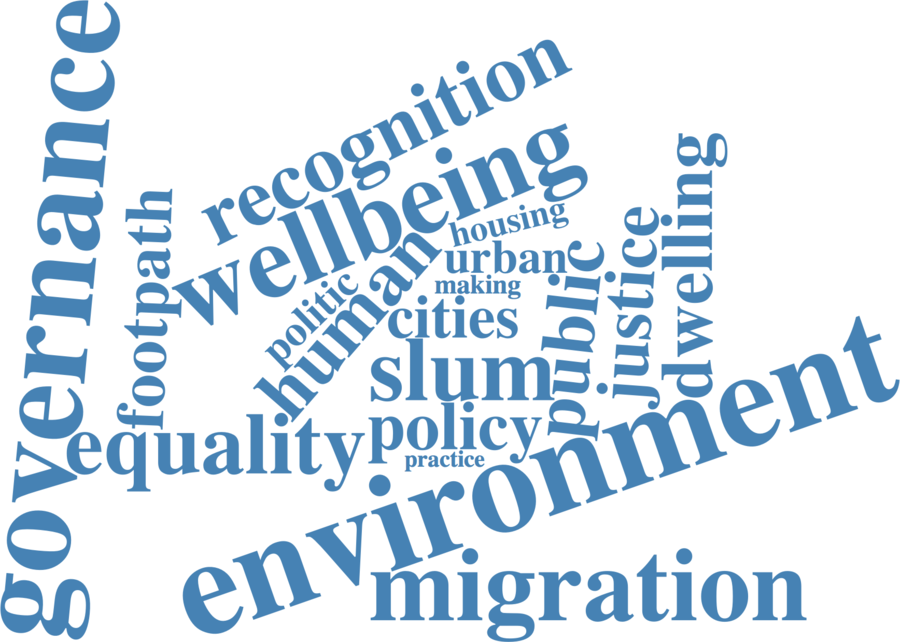 governance
recognition
wellbeing
footpath
housing
human
urban
politic
making
cities
public
justice
dwelling
slum
policy
equality
practice
environment
migration